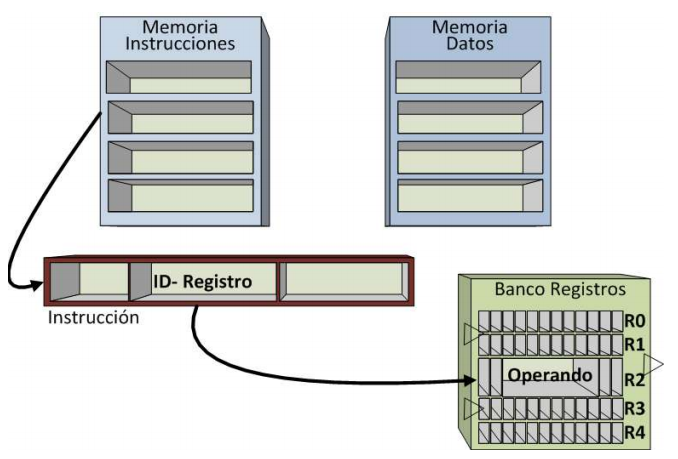 Memoria
Instrucciones
Memoria
Datos
ID- Registro
Instrucción
Banco Registros
R0
R1
Operando
R2
R3
R4